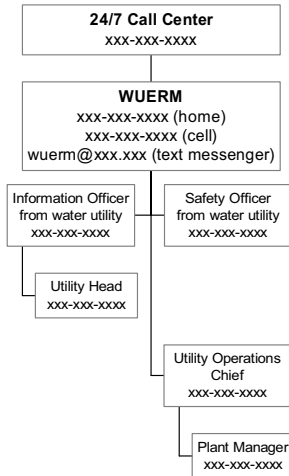 24/7 Call Center
xxx-xxx-xxxx
WUERM
xxx-xxx-xxxx (home)
xxx-xxx-xxxx (cell)
wuerm@xxx.xxx (text messenger)
Information Officer
from water utility
xxx-xxx-xxxx
Safety Officer
from water utility
xxx-xxx-xxxx
Utility Head
xxx-xxx-xxxx
Utility Operations
Chief
xxx-xxx-xxxx
Plant Manager
xxx-xxx-xxxx